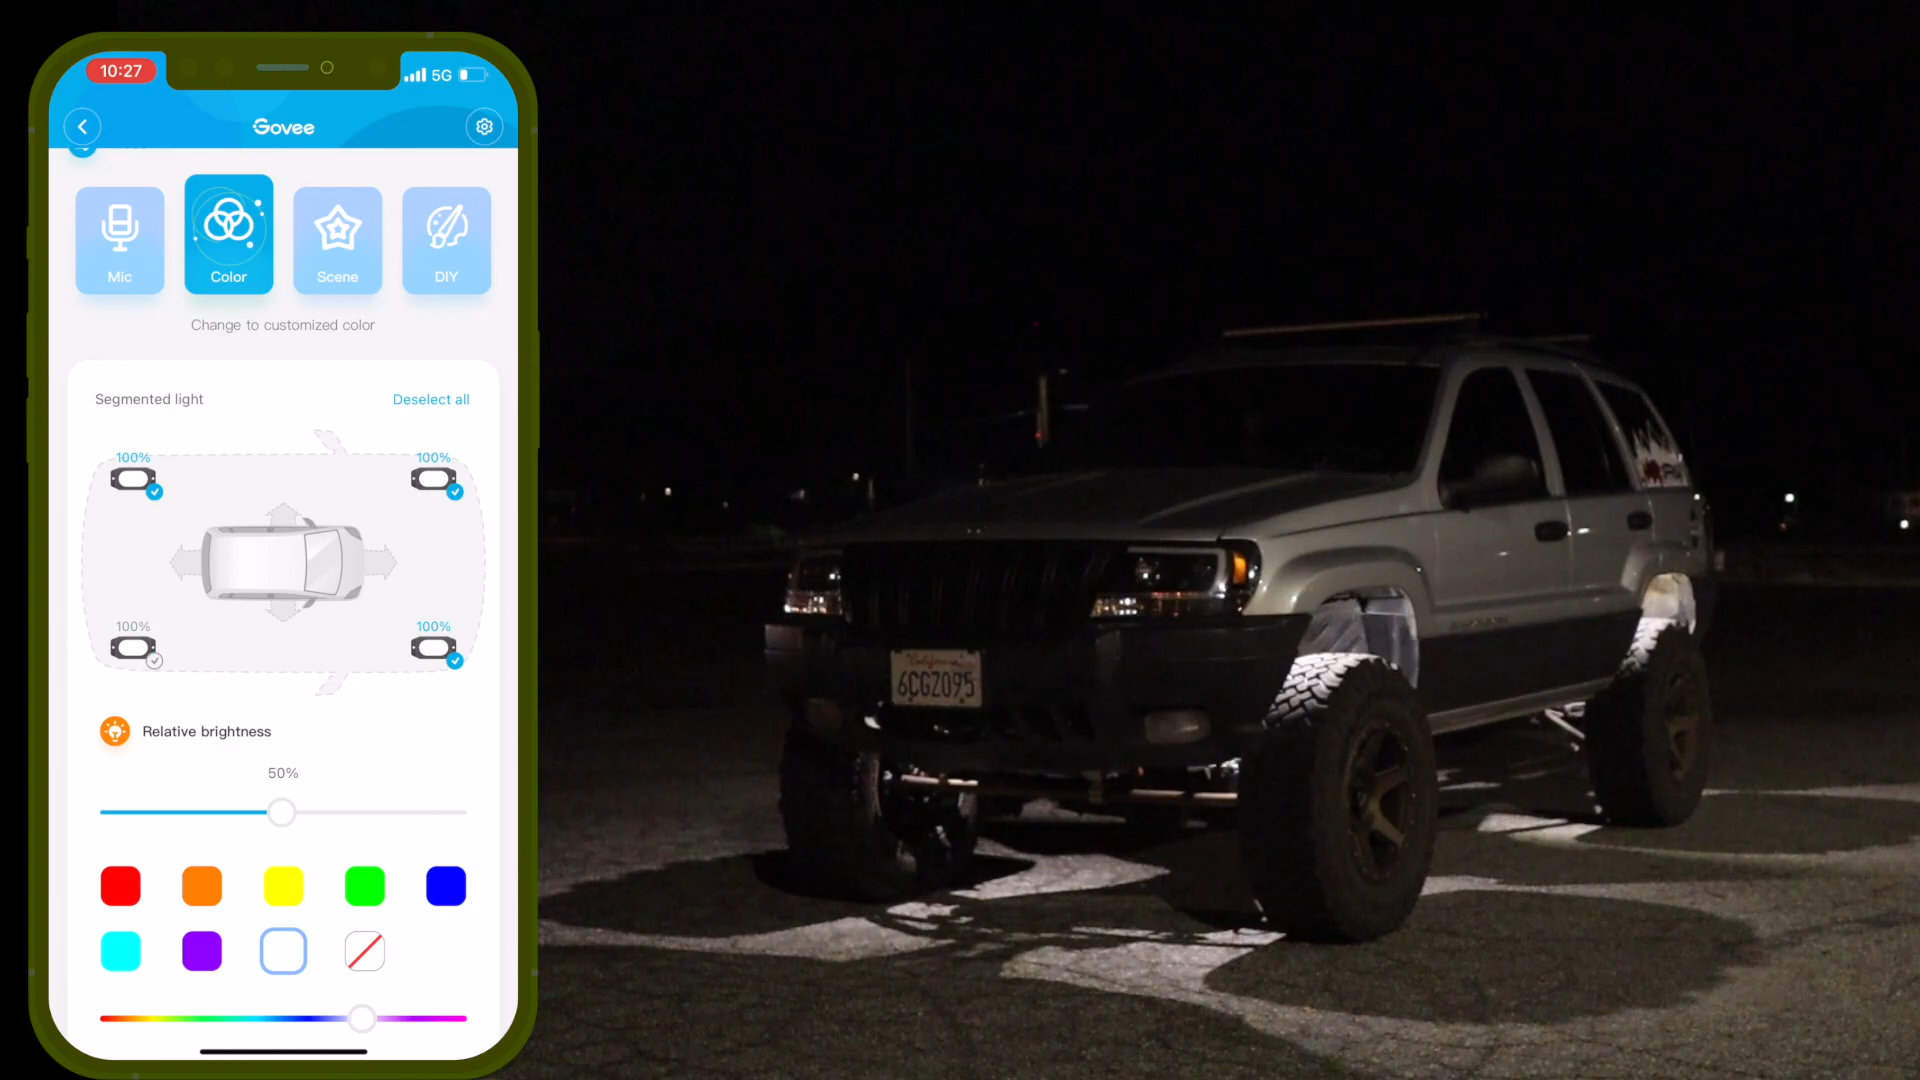 10:27
5G
Govee
Mic
Color
Scene
DIY
Change to customized color
Segmented light
Deselect all
100%
100%
100%
100%
Relative brightness
50%
California
6CGZ095